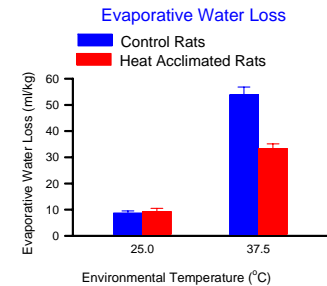 Evaporative Water Loss
Control Rats
Heat Acclimated Rats
Evaporative Water Loss (ml/kg)
60
50
40
30
20
10
0
25.0 37.5
Environmental Temperature (°C)